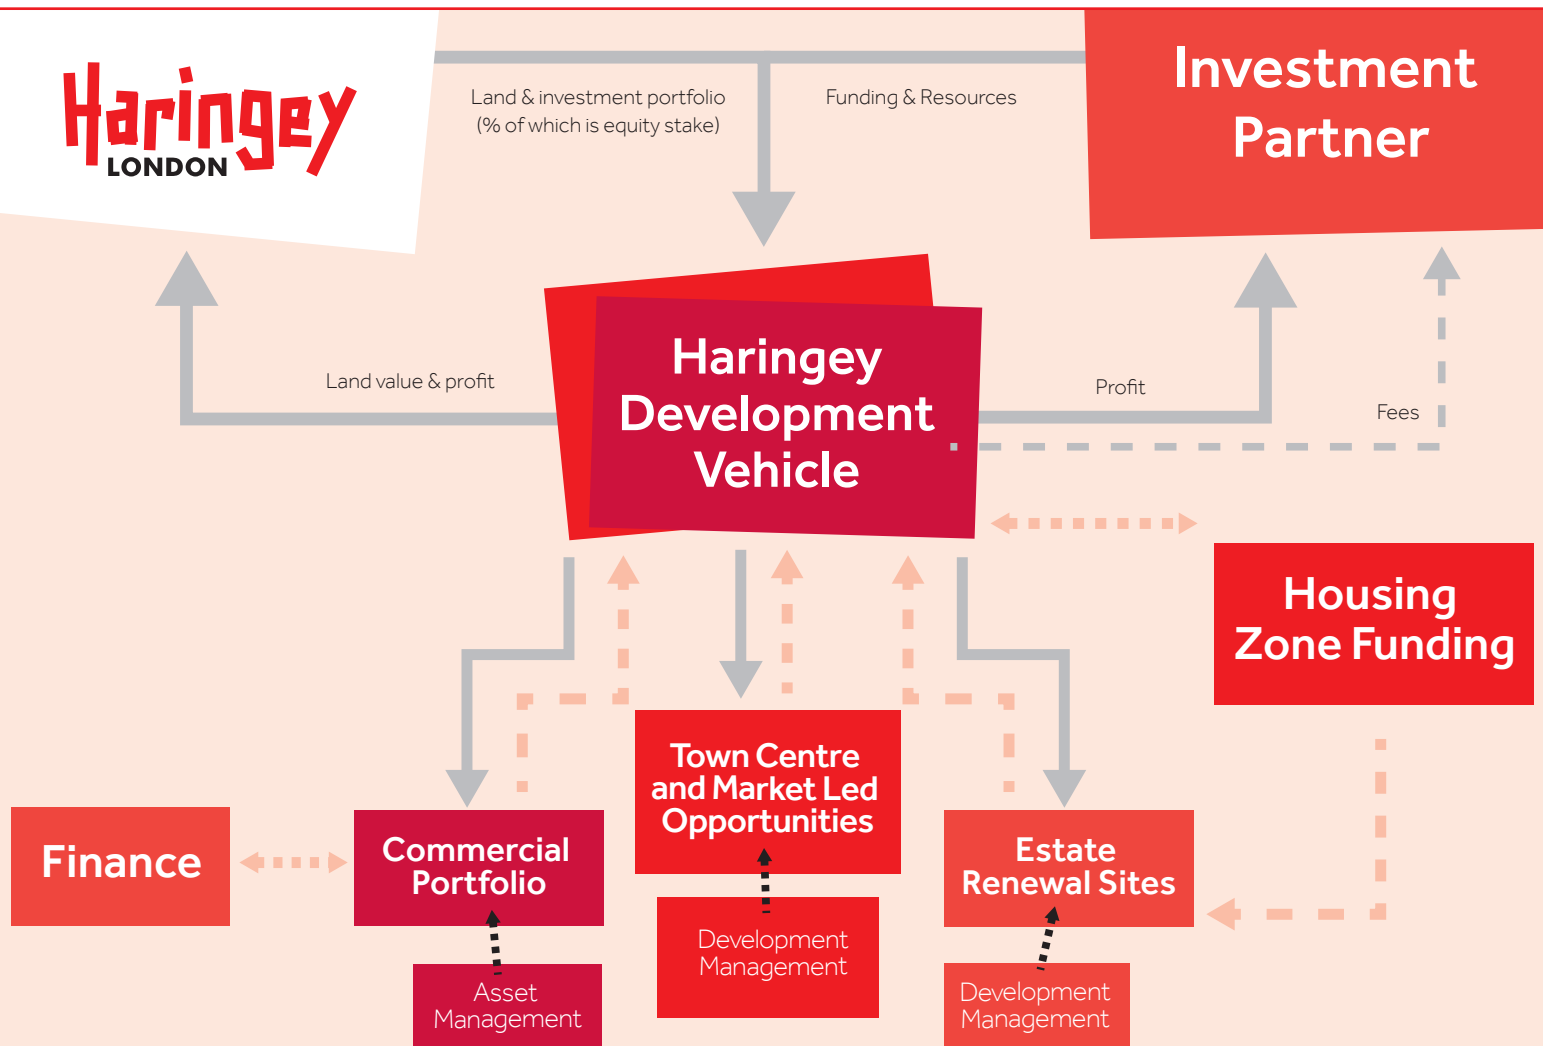 Haringey
LONDON
Land & investment portfolio
(% of which is equity stake)
Funding & Resources
Investment
Partner
Haringey
Development
Vehicle
Land value & profit
Profit
Fees
Housing
Zone Funding
Town Centre
and Market Led
Opportunities
Finance
Commercial
Portfolio
Estate
Renewal Sites
Development
Management
Asset
Management
Development
Management